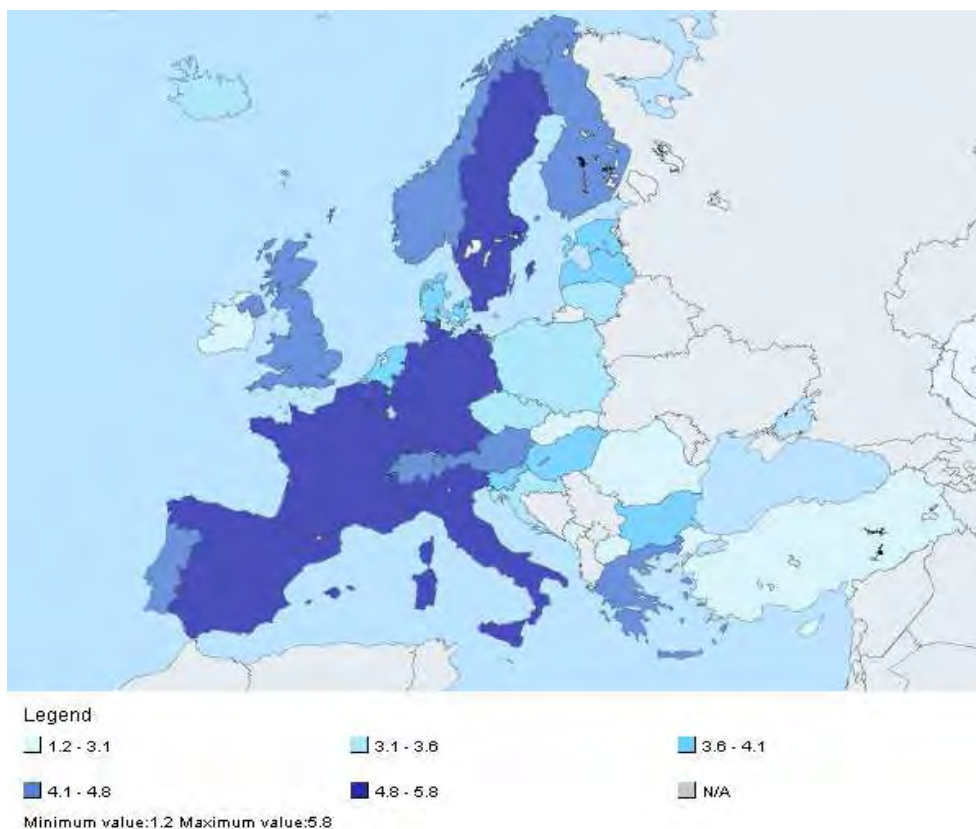 Legend
1.2 - 3.1 3.1 - 3.6 3.6 - 4.1
4.1 - 4.8 4.8 - 5.8 N/A
Minimum value:1.2 Maximum value:5.8